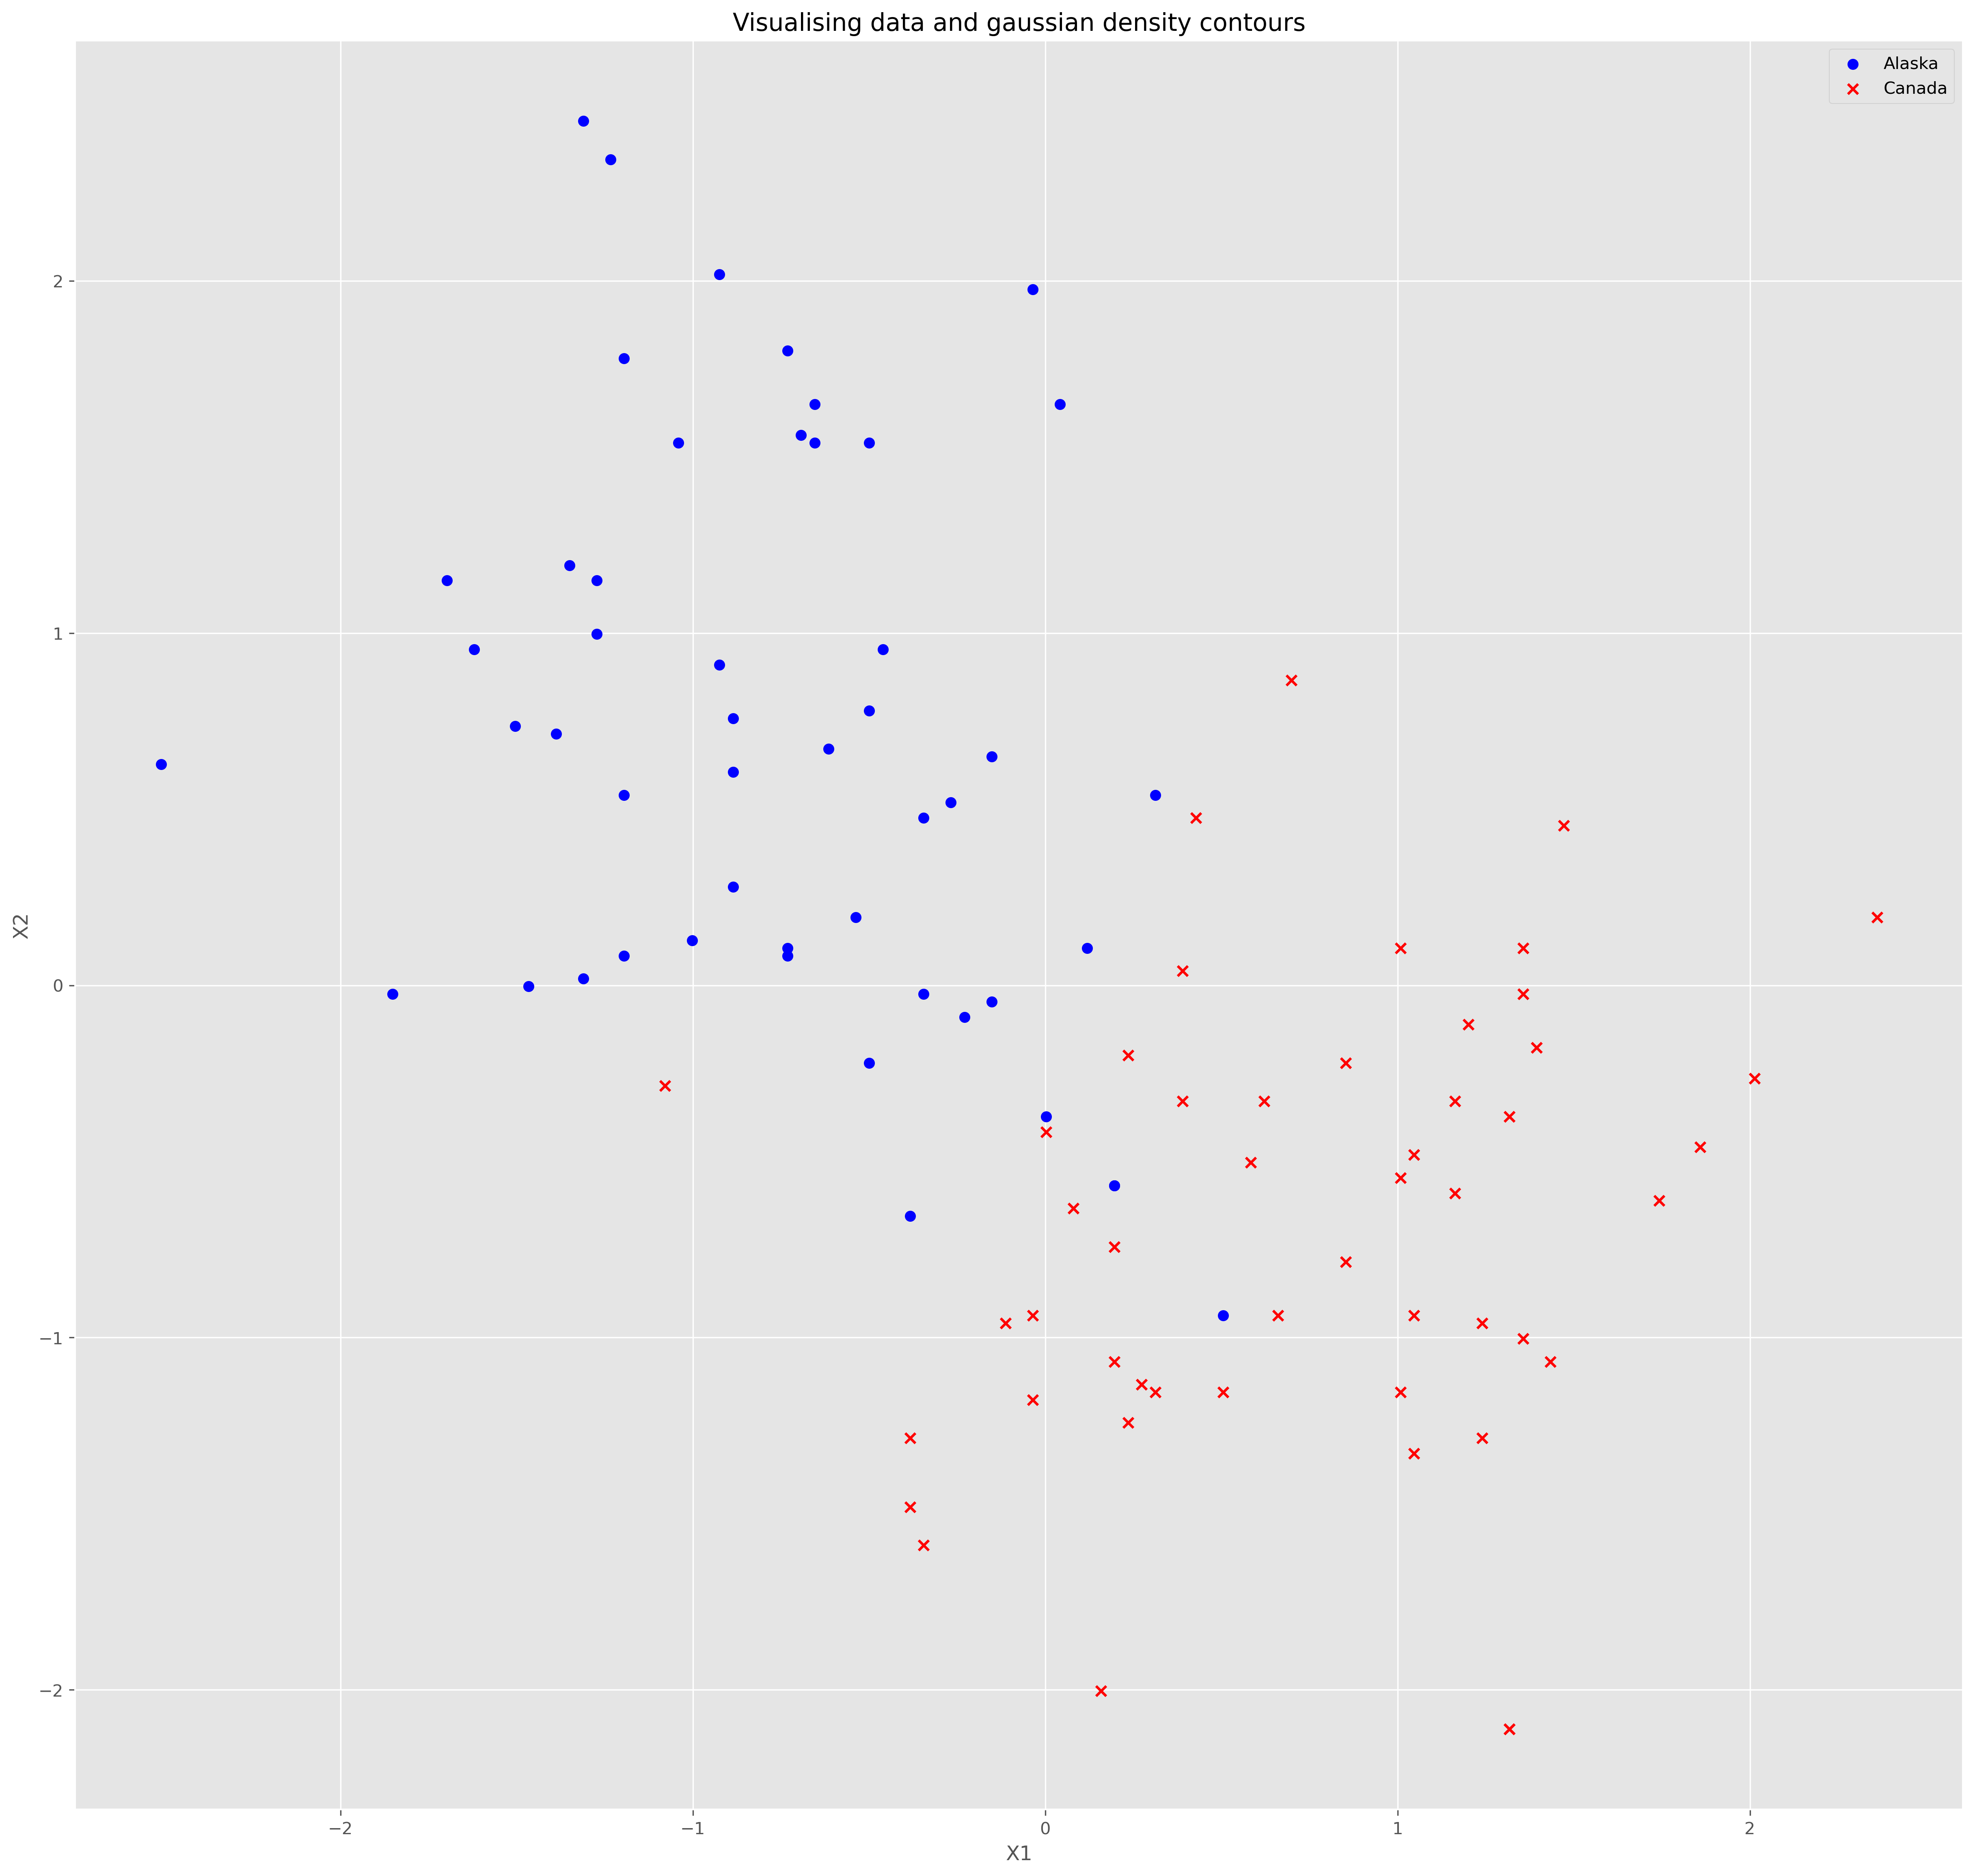 Visualising data and gaussian density contours
Alaska
Canada
2
1
0
−1
−2
X2
−2
−1
0
1
2
X1